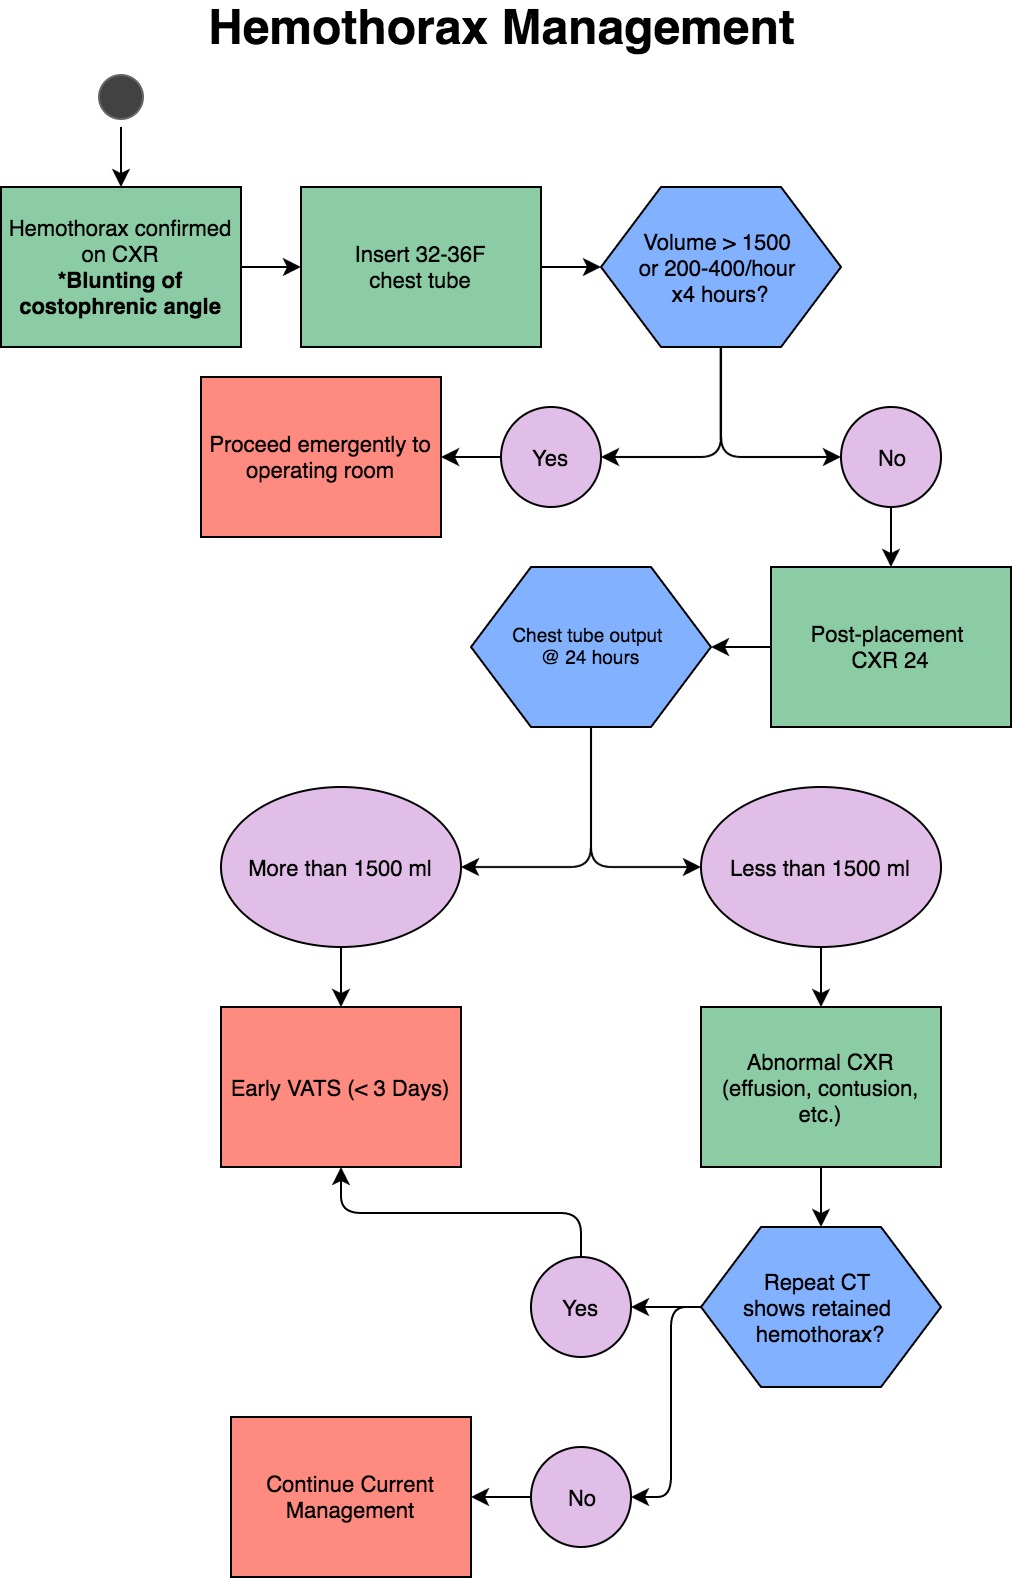 Hemothorax Management
Hemothorax confirmed
on CXR
*Blunting of
costophrenic angle
Insert 32-36F
chest tube
Volume > 1500
or 200-400/hour
x4 hours?
Proceed emergently to
operating room
Yes
No
Chest tube output
@ 24 hours
Post-placement
CXR 24
More than 1500 ml
Less than 1500 ml
Early VATS (< 3 Days)
Abnormal CXR
(effusion, contusion,
etc.)
Repeat CT
shows retained
hemothorax?
Yes
Continue Current
Management
No